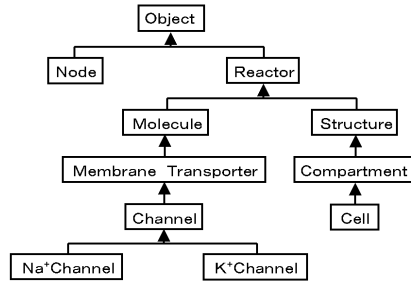 Object
Node
Reactor
Molecule
Structure
Membrane Transporter
Compartment
Channel
Cell
Na⁺Channel
K⁺Channel